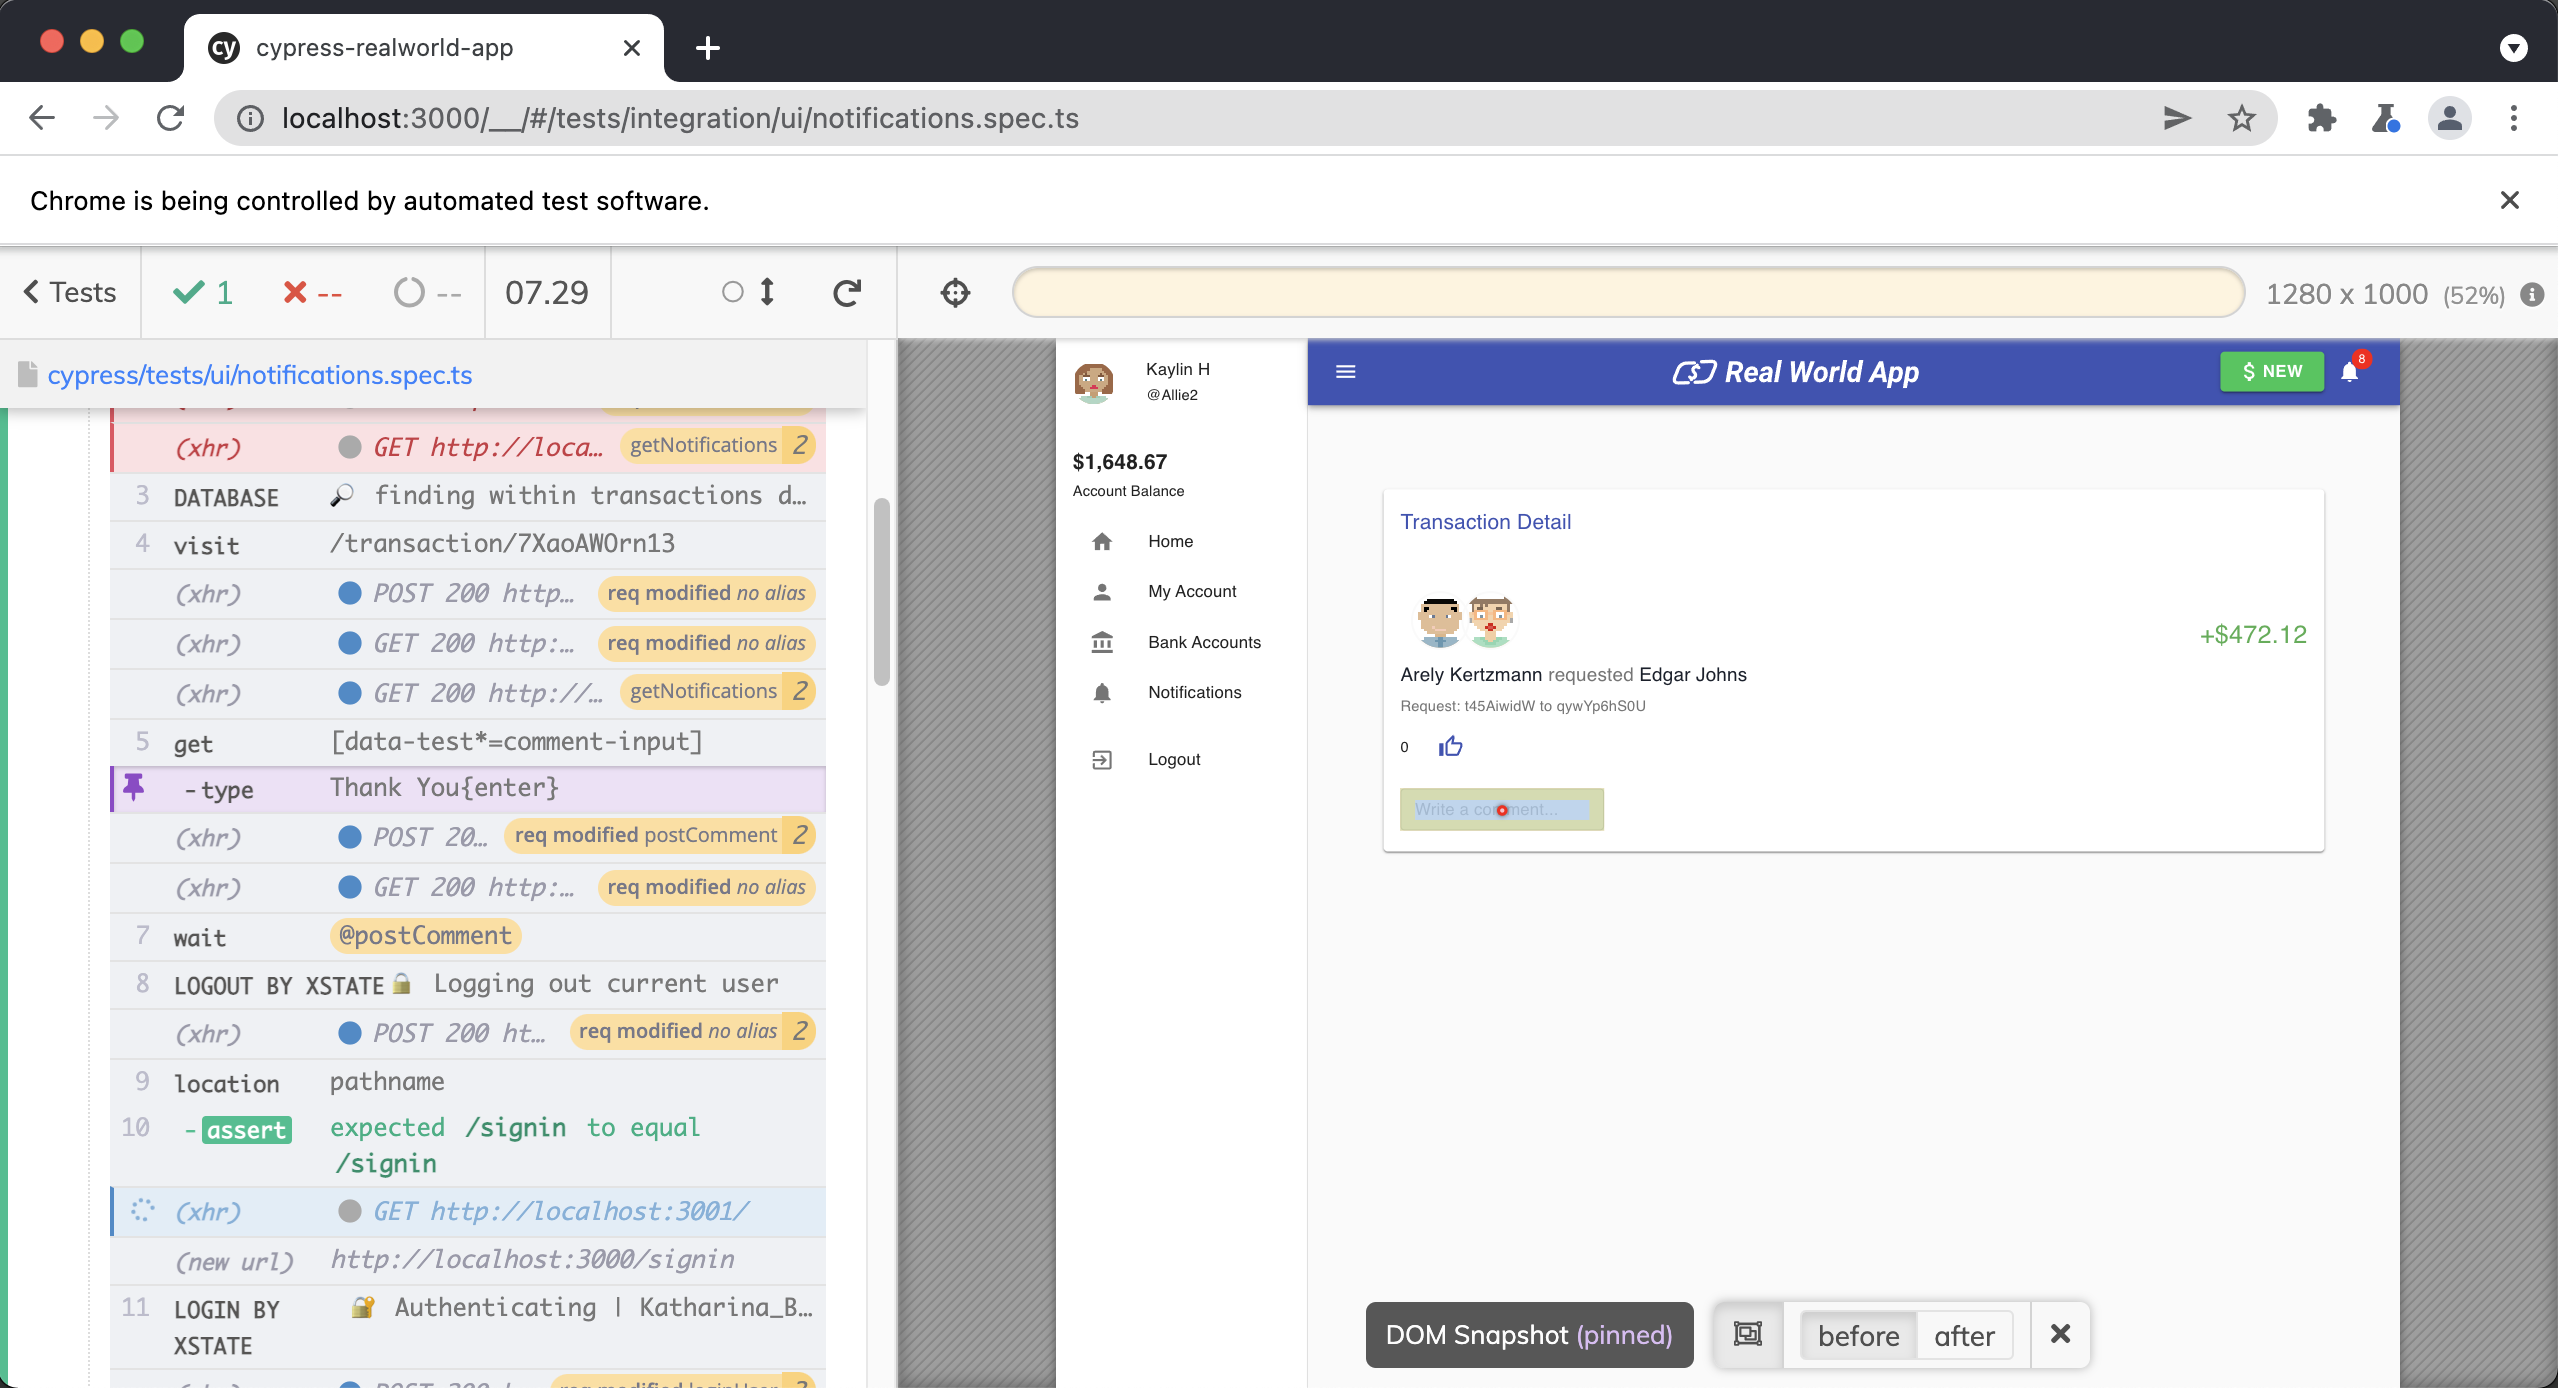 cy cypress-realworld-app
localhost:3000/__/#/tests/integration/ui/notifications.spec.ts
Chrome is being controlled by automated test software.
Tests 1 -- -- 07.29
1280 x 1000 (52%)
cypress/tests/ui/notifications.spec.ts
(xhr) GET http://loca… getNotifications 2
3 DATABASE finding within transactions d…
4 visit /transaction/7XaoAWOrn13
(xhr) POST 200 http… req modified no alias
(xhr) GET 200 http:… req modified no alias
(xhr) GET 200 http://… getNotifications 2
5 get [data-test*=comment-input]
-type Thank You{enter}
(xhr) POST 20… req modified postComment 2
(xhr) GET 200 http:… req modified no alias
7 wait @postComment
8 LOGOUT BY XSTATE Logging out current user
(xhr) POST 200 ht… req modified no alias 2
9 location pathname
10 -assert expected /signin to equal
/signin
(xhr) GET http://localhost:3001/
(new url) http://localhost:3000/signin
11 LOGIN BY Authenticating | Katharina_B…
XSTATE
Kaylin H
@Allie2
$1,648.67
Account Balance
Home
My Account
Bank Accounts
Notifications
Logout
Real World App
$ NEW
8
Transaction Detail
+$472.12
Arely Kertzmann requested Edgar Johns
Request: t45AiwidW to qywYp6hS0U
0
Write a comment...
DOM Snapshot (pinned) before after